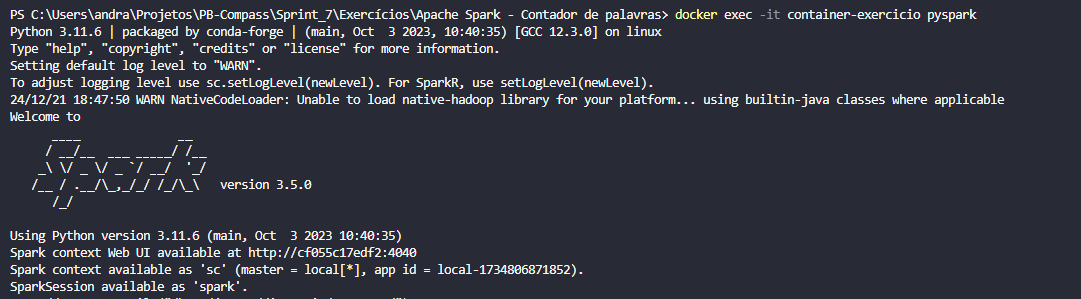 PS C:\Users\andra\Projetos\PB-Compass\Sprint_7\Exercícios\Apache Spark - Contador de palavras> docker exec -it container-exercicio pyspark
Python 3.11.6 | packaged by conda-forge | (main, Oct  3 2023, 10:40:35) [GCC 12.3.0] on linux
Type "help", "copyright", "credits" or "license" for more information.
Setting default log level to "WARN".
To adjust logging level use sc.setLogLevel(newLevel). For SparkR, use setLogLevel(newLevel).
24/12/21 18:47:50 WARN NativeCodeLoader: Unable to load native-hadoop library for your platform... using builtin-java classes where applicable
Welcome to
      ____              __
     / __/__  ___ _____/ /__
    _\ \/ _ \/ _ `/ __/  '_/
   /__ / .__/\_,_/_/ /_/\_\   version 3.5.0
      /_/
Using Python version 3.11.6 (main, Oct  3 2023 10:40:35)
Spark context Web UI available at http://cf055c17edf2:4040
Spark context available as 'sc' (master = local[*], app id = local-1734806871852).
SparkSession available as 'spark'.